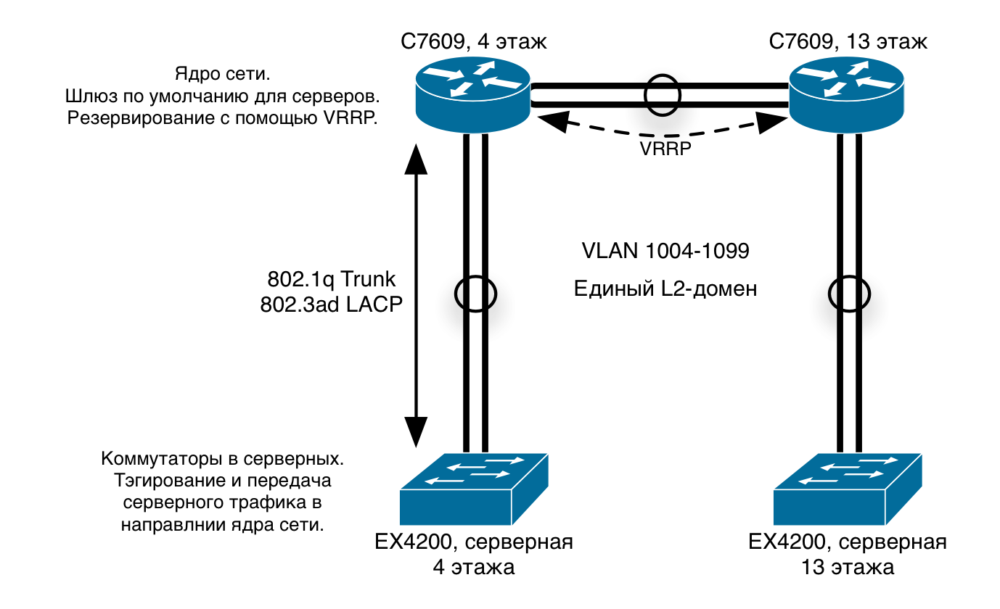 C7609, 4 этаж
C7609, 13 этаж
Ядро сети.
Шлюз по умолчанию для серверов.
Резервирование с помощью VRRP.
VRRP
VLAN 1004-1099
Единый L2-домен
802.1q Trunk
802.3ad LACP
Коммутаторы в серверных.
Тэгирование и передача
серверного трафика в
направлнии ядра сети.
EX4200, серверная
4 этажа
EX4200, серверная
13 этажа